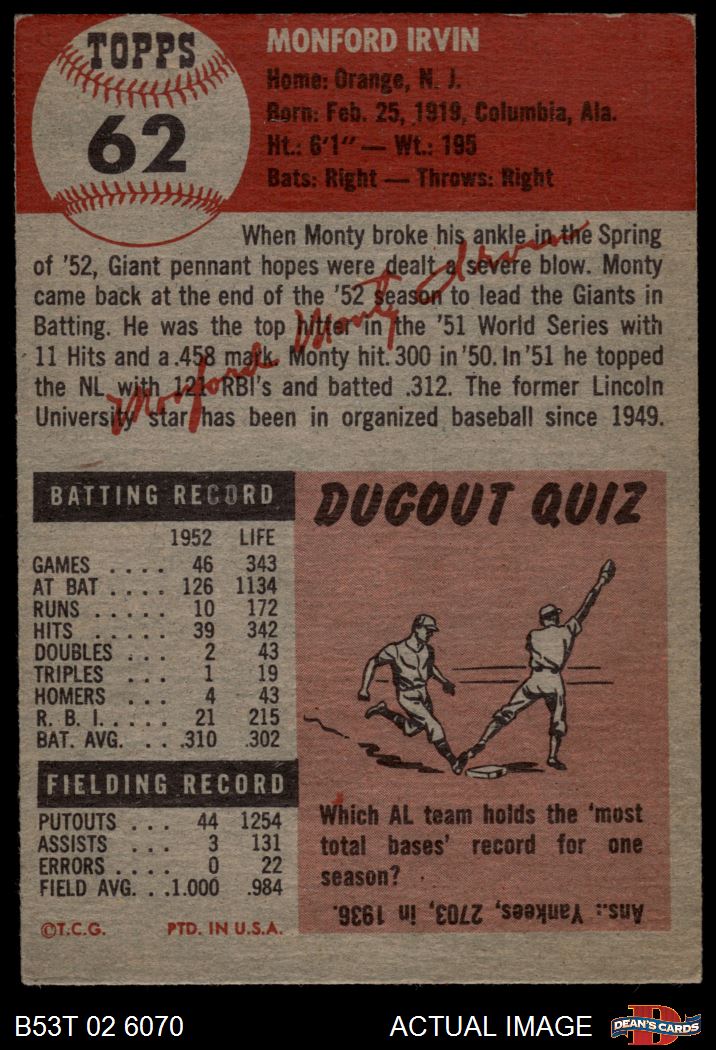 TOPPS
62
MONFORD IRVIN
Home: Orange, N. J.
Born: Feb. 25, 1919, Columbia, Ala.
Ht.: 6'1" — Wt.: 195
Bats: Right — Throws: Right
When Monty broke his ankle in the Spring
of '52, Giant pennant hopes were dealt a severe blow. Monty
came back at the end of the '52 season to lead the Giants in
Batting. He was the top hitter in the '51 World Series with
11 Hits and a .458 mark. Monty hit .300 in '50. In '51 he topped
the NL with 121 RBI's and batted .312. The former Lincoln
University star has been in organized baseball since 1949.
Monford Monty Irvin
BATTING RECORD
1952 LIFE
GAMES .... 46 343
AT BAT .... 126 1134
RUNS ..... 10 172
HITS ..... 39 342
DOUBLES ... 2 43
TRIPLES ... 1 19
HOMERS ... 4 43
R. B. I. .... 21 215
BAT. AVG. .. .310 .302
FIELDING RECORD
PUTOUTS ... 44 1254
ASSISTS ... 3 131
ERRORS .... 0 22
FIELD AVG. . .1.000 .984
©T.C.G. PTD. IN U.S.A.
DUGOUT QUIZ
Which AL team holds the 'most
total bases' record for one
season?
Ans.: Yankees, 2703, in 1936.
B53T 02 6070 ACTUAL IMAGE
DEAN'S CARDS